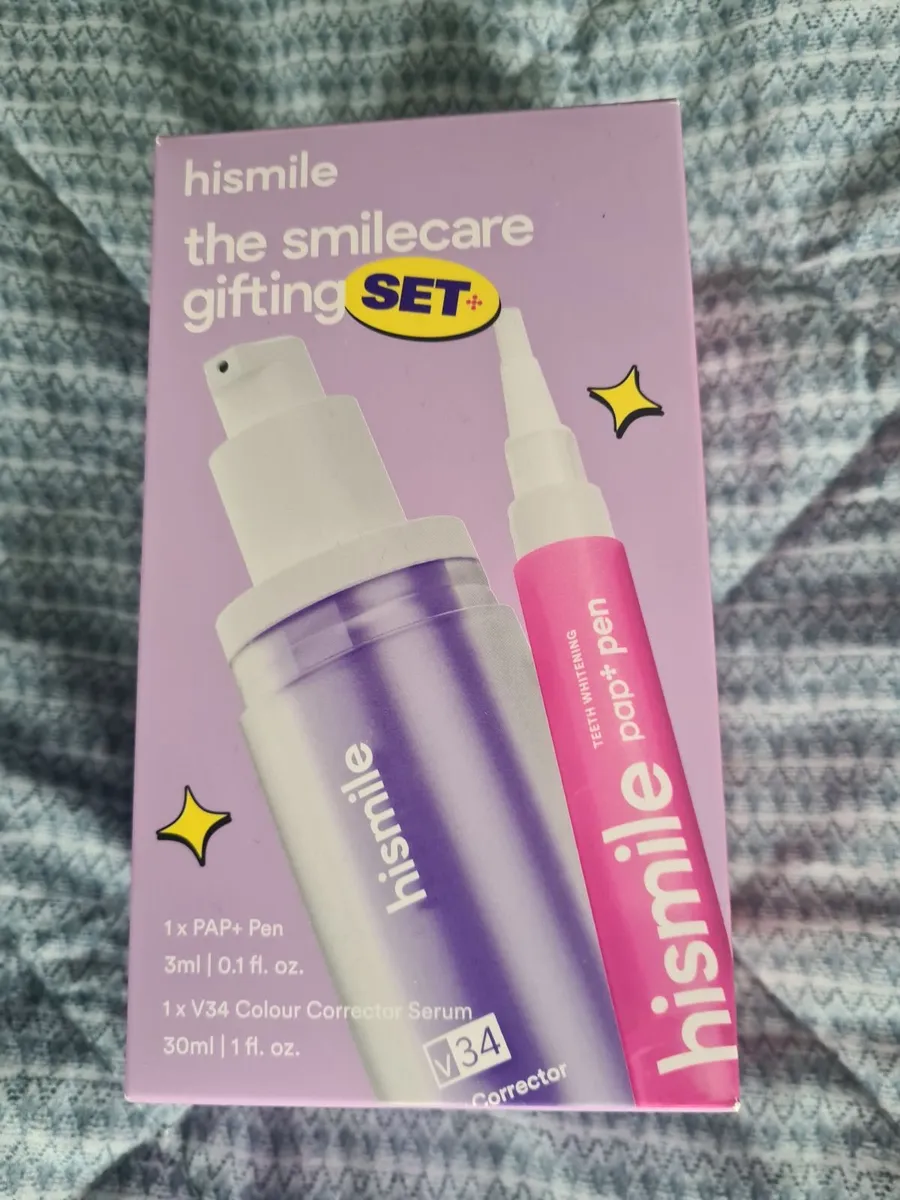 hismile
the smilecare
gifting SET+
TEETH WHITENING
pap+ pen
hismile
hismile
V34
Corrector
1 x PAP+ Pen
3ml | 0.1 fl. oz.
1 x V34 Colour Corrector Serum
30ml | 1 fl. oz.